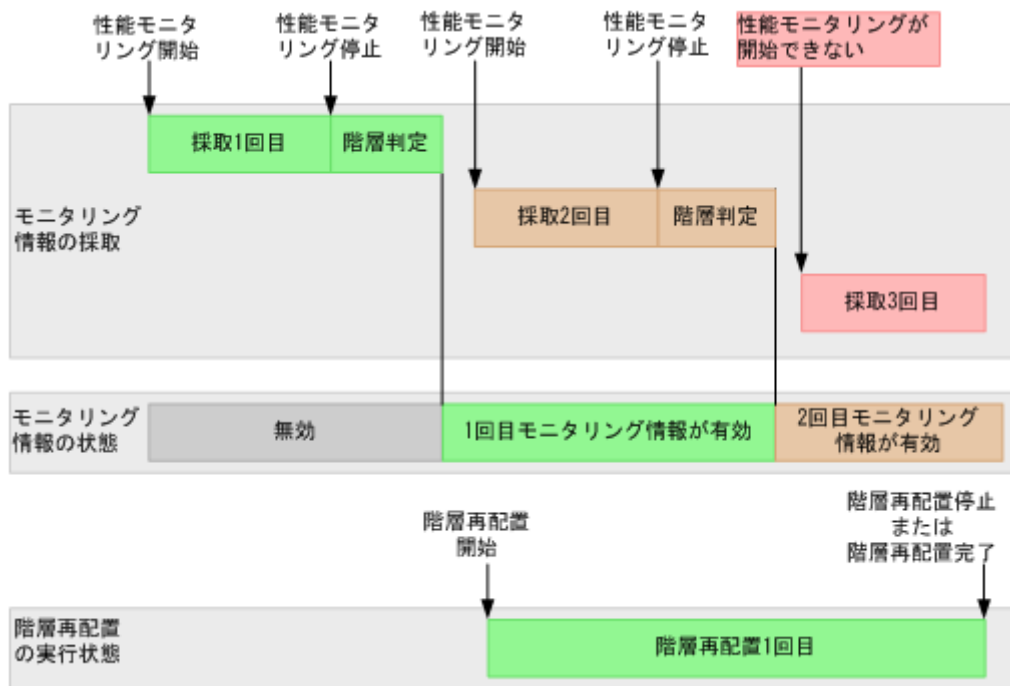 性能モニタ
リング開始
性能モニタ
リング停止
性能モニタ
リング開始
性能モニタ
リング停止
性能モニタリングが
開始できない
採取1回目
階層判定
モニタリング
情報の採取
採取2回目
階層判定
採取3回目
モニタリング
情報の状態
無効
1回目モニタリング情報が有効
2回目モニタリング
情報が有効
階層再配置
開始
階層再配置停止
または
階層再配置完了
階層再配置
の実行状態
階層再配置1回目